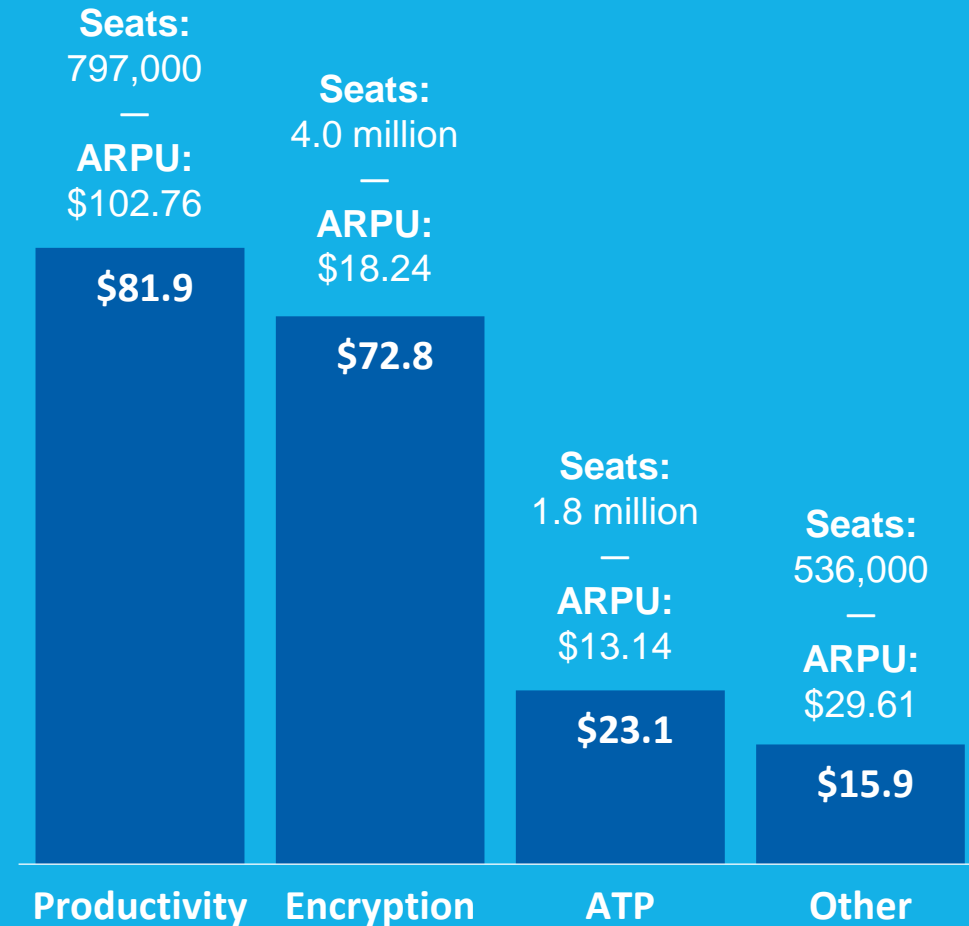 Seats:
797,000
—
ARPU:
$102.76
$81.9
Seats:
4.0 million
—
ARPU:
$18.24
$72.8
Seats:
1.8 million
—
ARPU:
$13.14
$23.1
Seats:
536,000
—
ARPU:
$29.61
$15.9
Productivity Encryption ATP Other